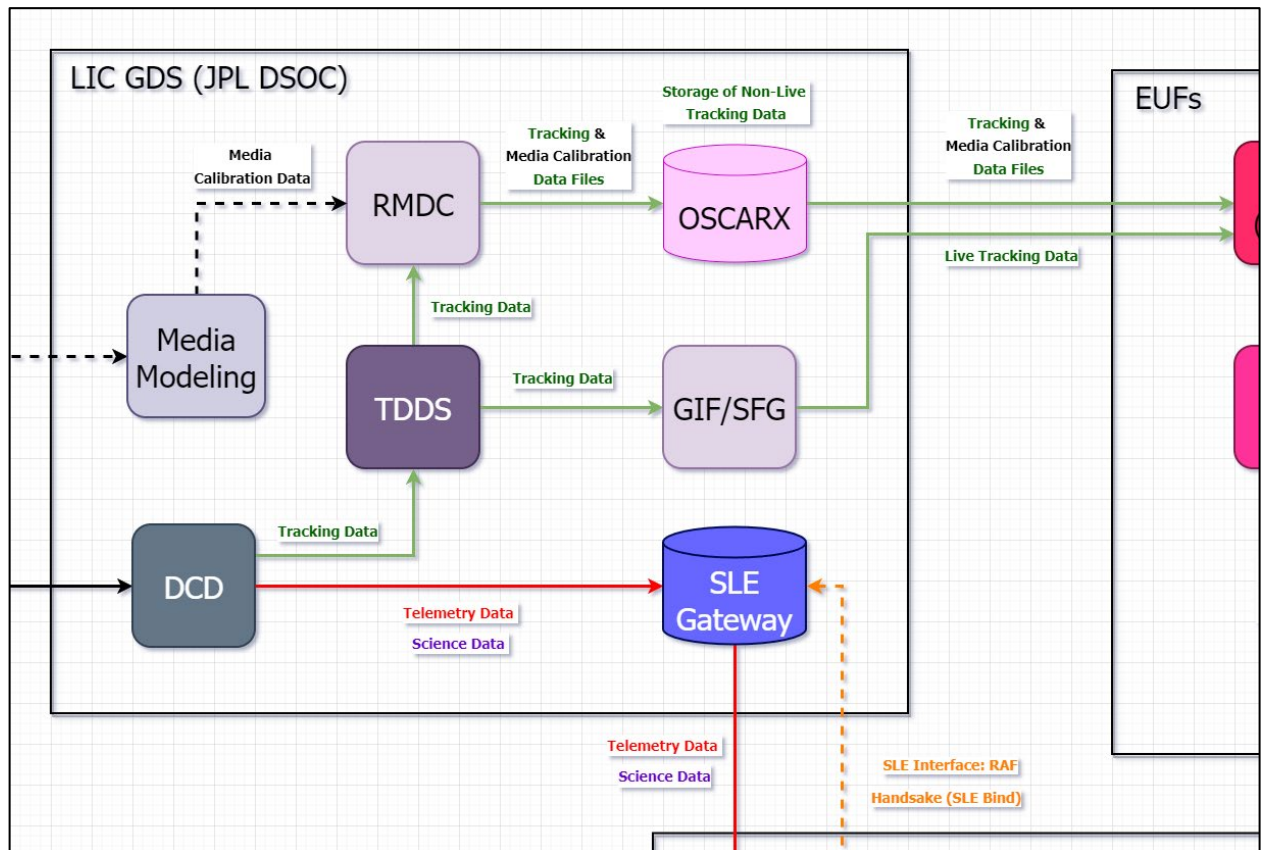 LIC GDS (JPL DSOC)
Storage of Non-Live
Tracking Data
EUFs
Tracking &
Media Calibration
Data Files
Tracking &
Media Calibration
Data Files
Media
Calibration Data
RMDC
OSCARX
(
Live Tracking Data
Tracking Data
Media
Modeling
Tracking Data
TDDS
GIF/SFG
Tracking Data
DCD
SLE
Gateway
Telemetry Data
Science Data
Telemetry Data
Science Data
SLE Interface: RAF
Handsake (SLE Bind)